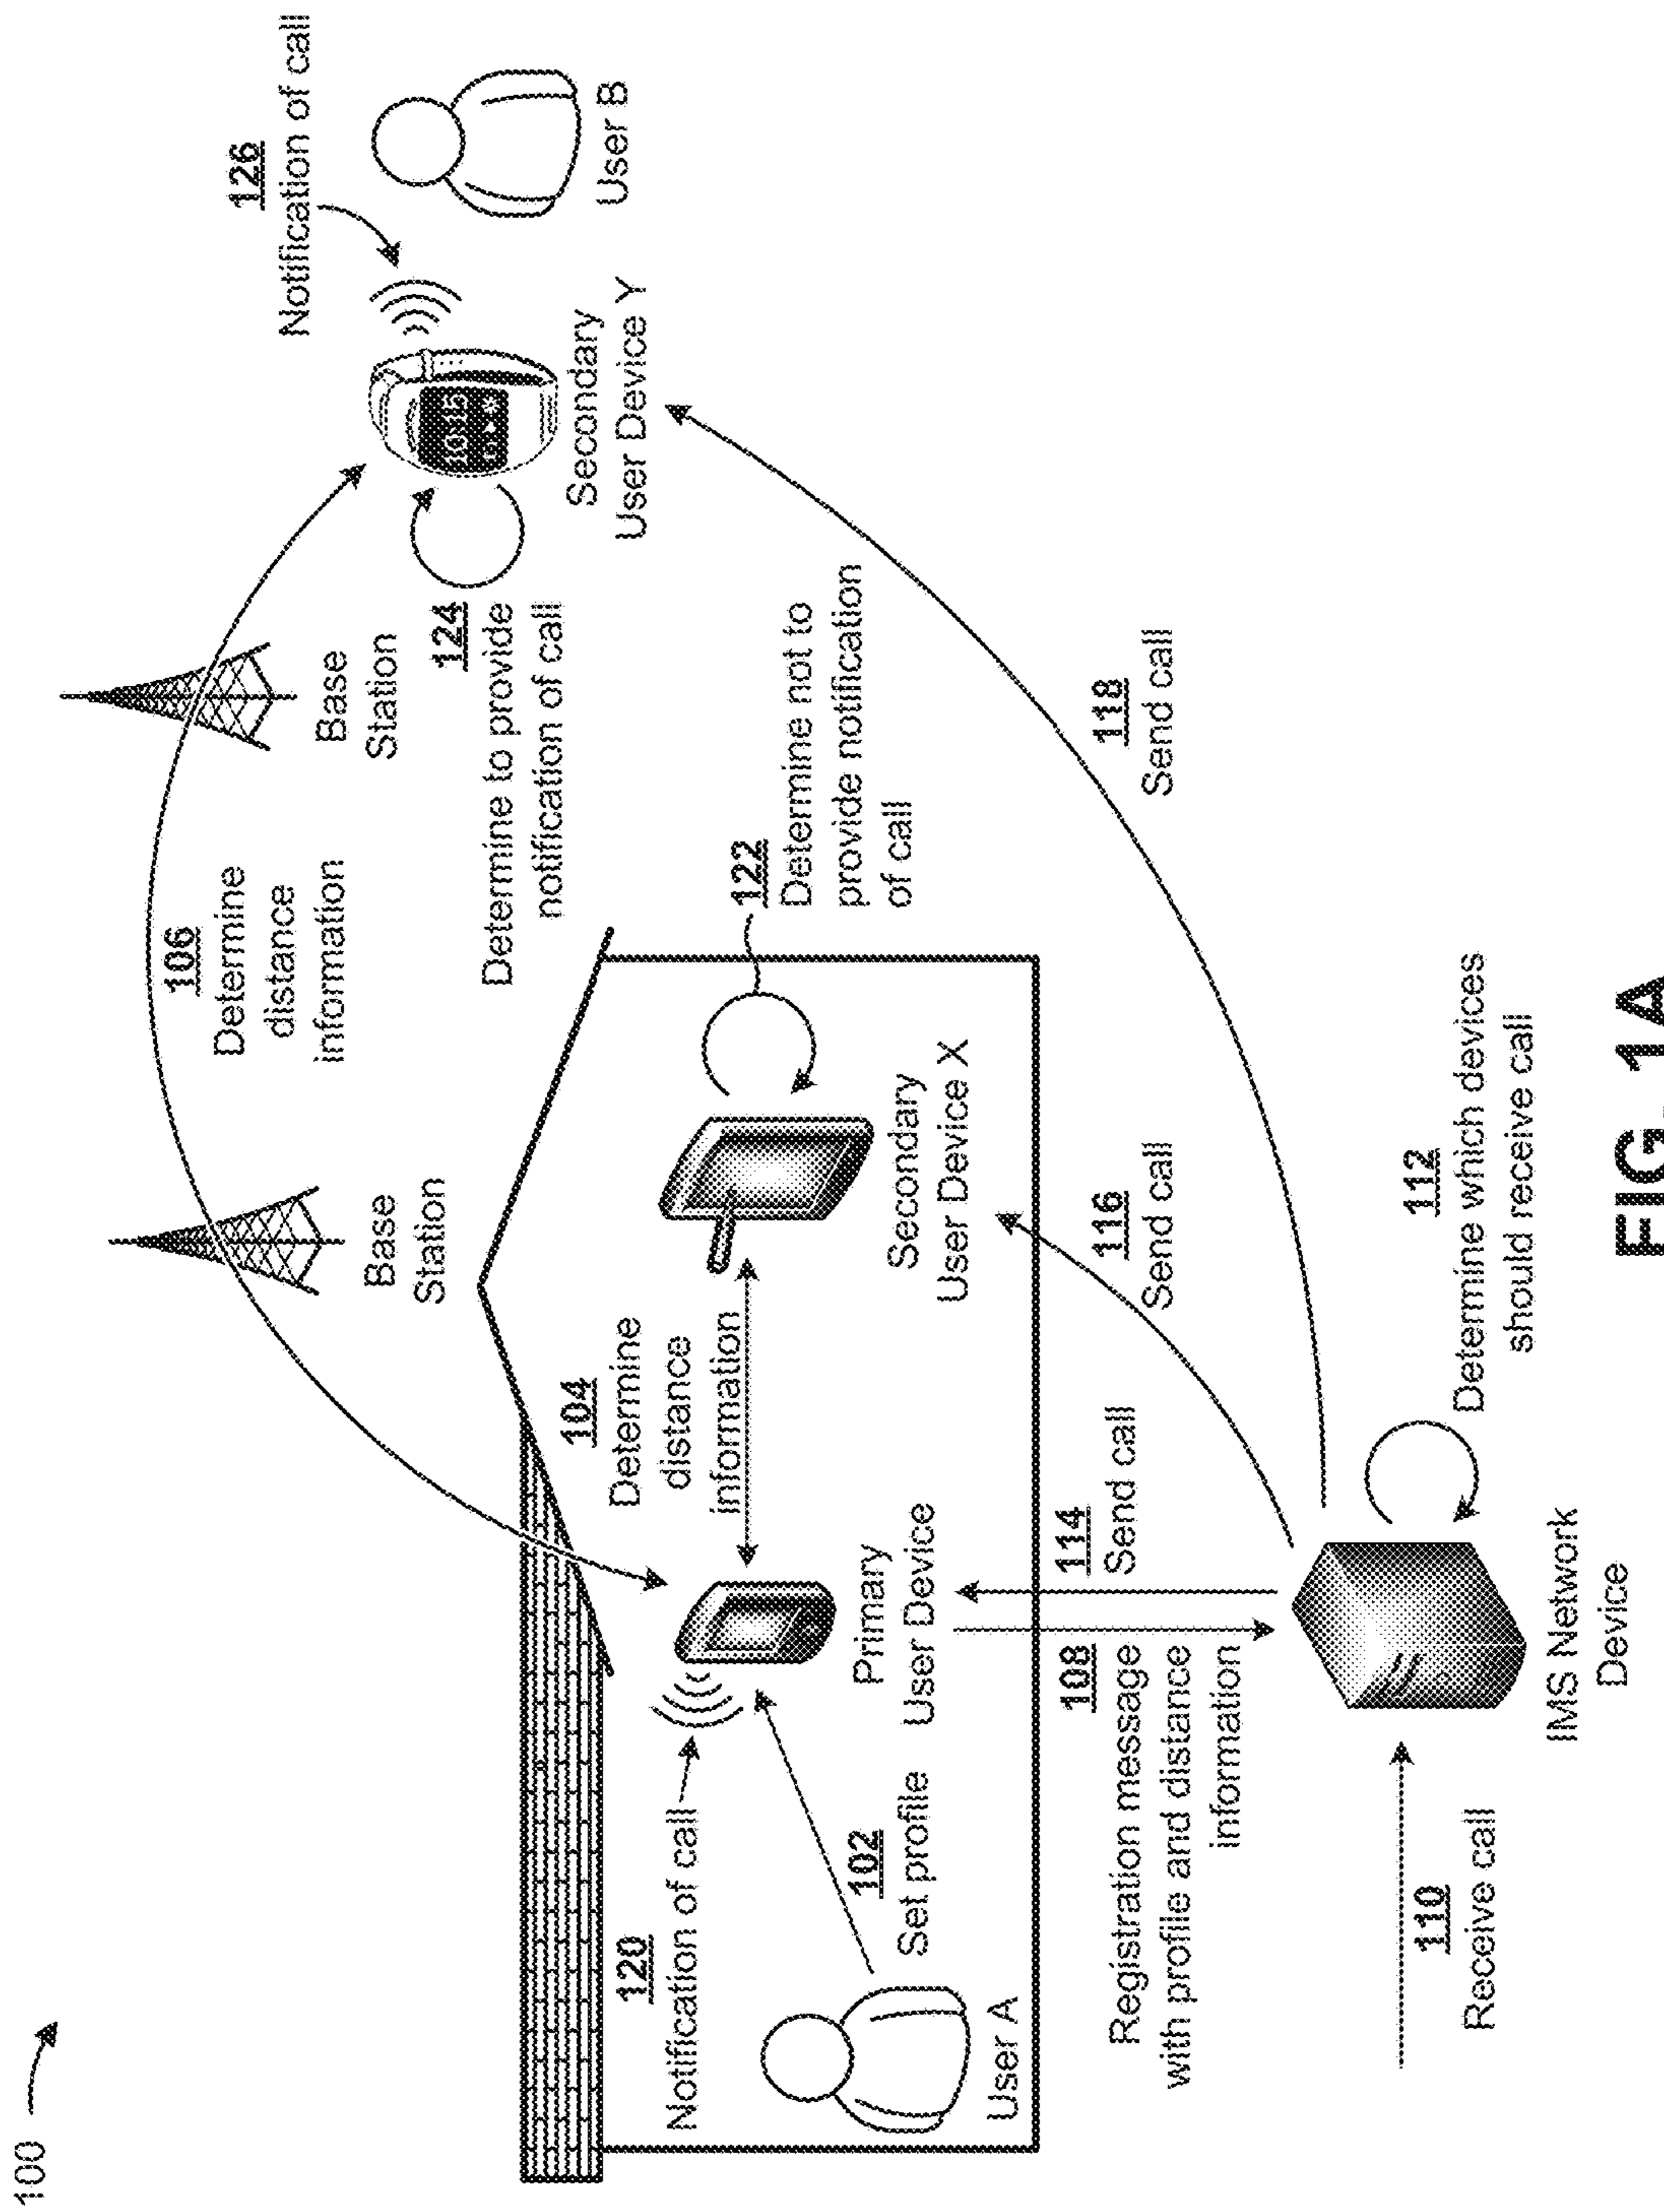 100
126
Notification of call
User B
Secondary
User Device Y
10:15
Base
Station
106
Determine
distance
information
124
Determine to provide
notification of call
Base
Station
122
Determine not to
provide notification
of call
118
Send call
104
Determine
distance
information
Secondary
User Device X
116
Send call
120
Notification of call
102
Set profile
Primary
User Device
User A
114
Send call
108
Registration message
with profile and distance
information
110
Receive call
IMS Network
Device
112
Determine which devices
should receive call
FIG. 1A